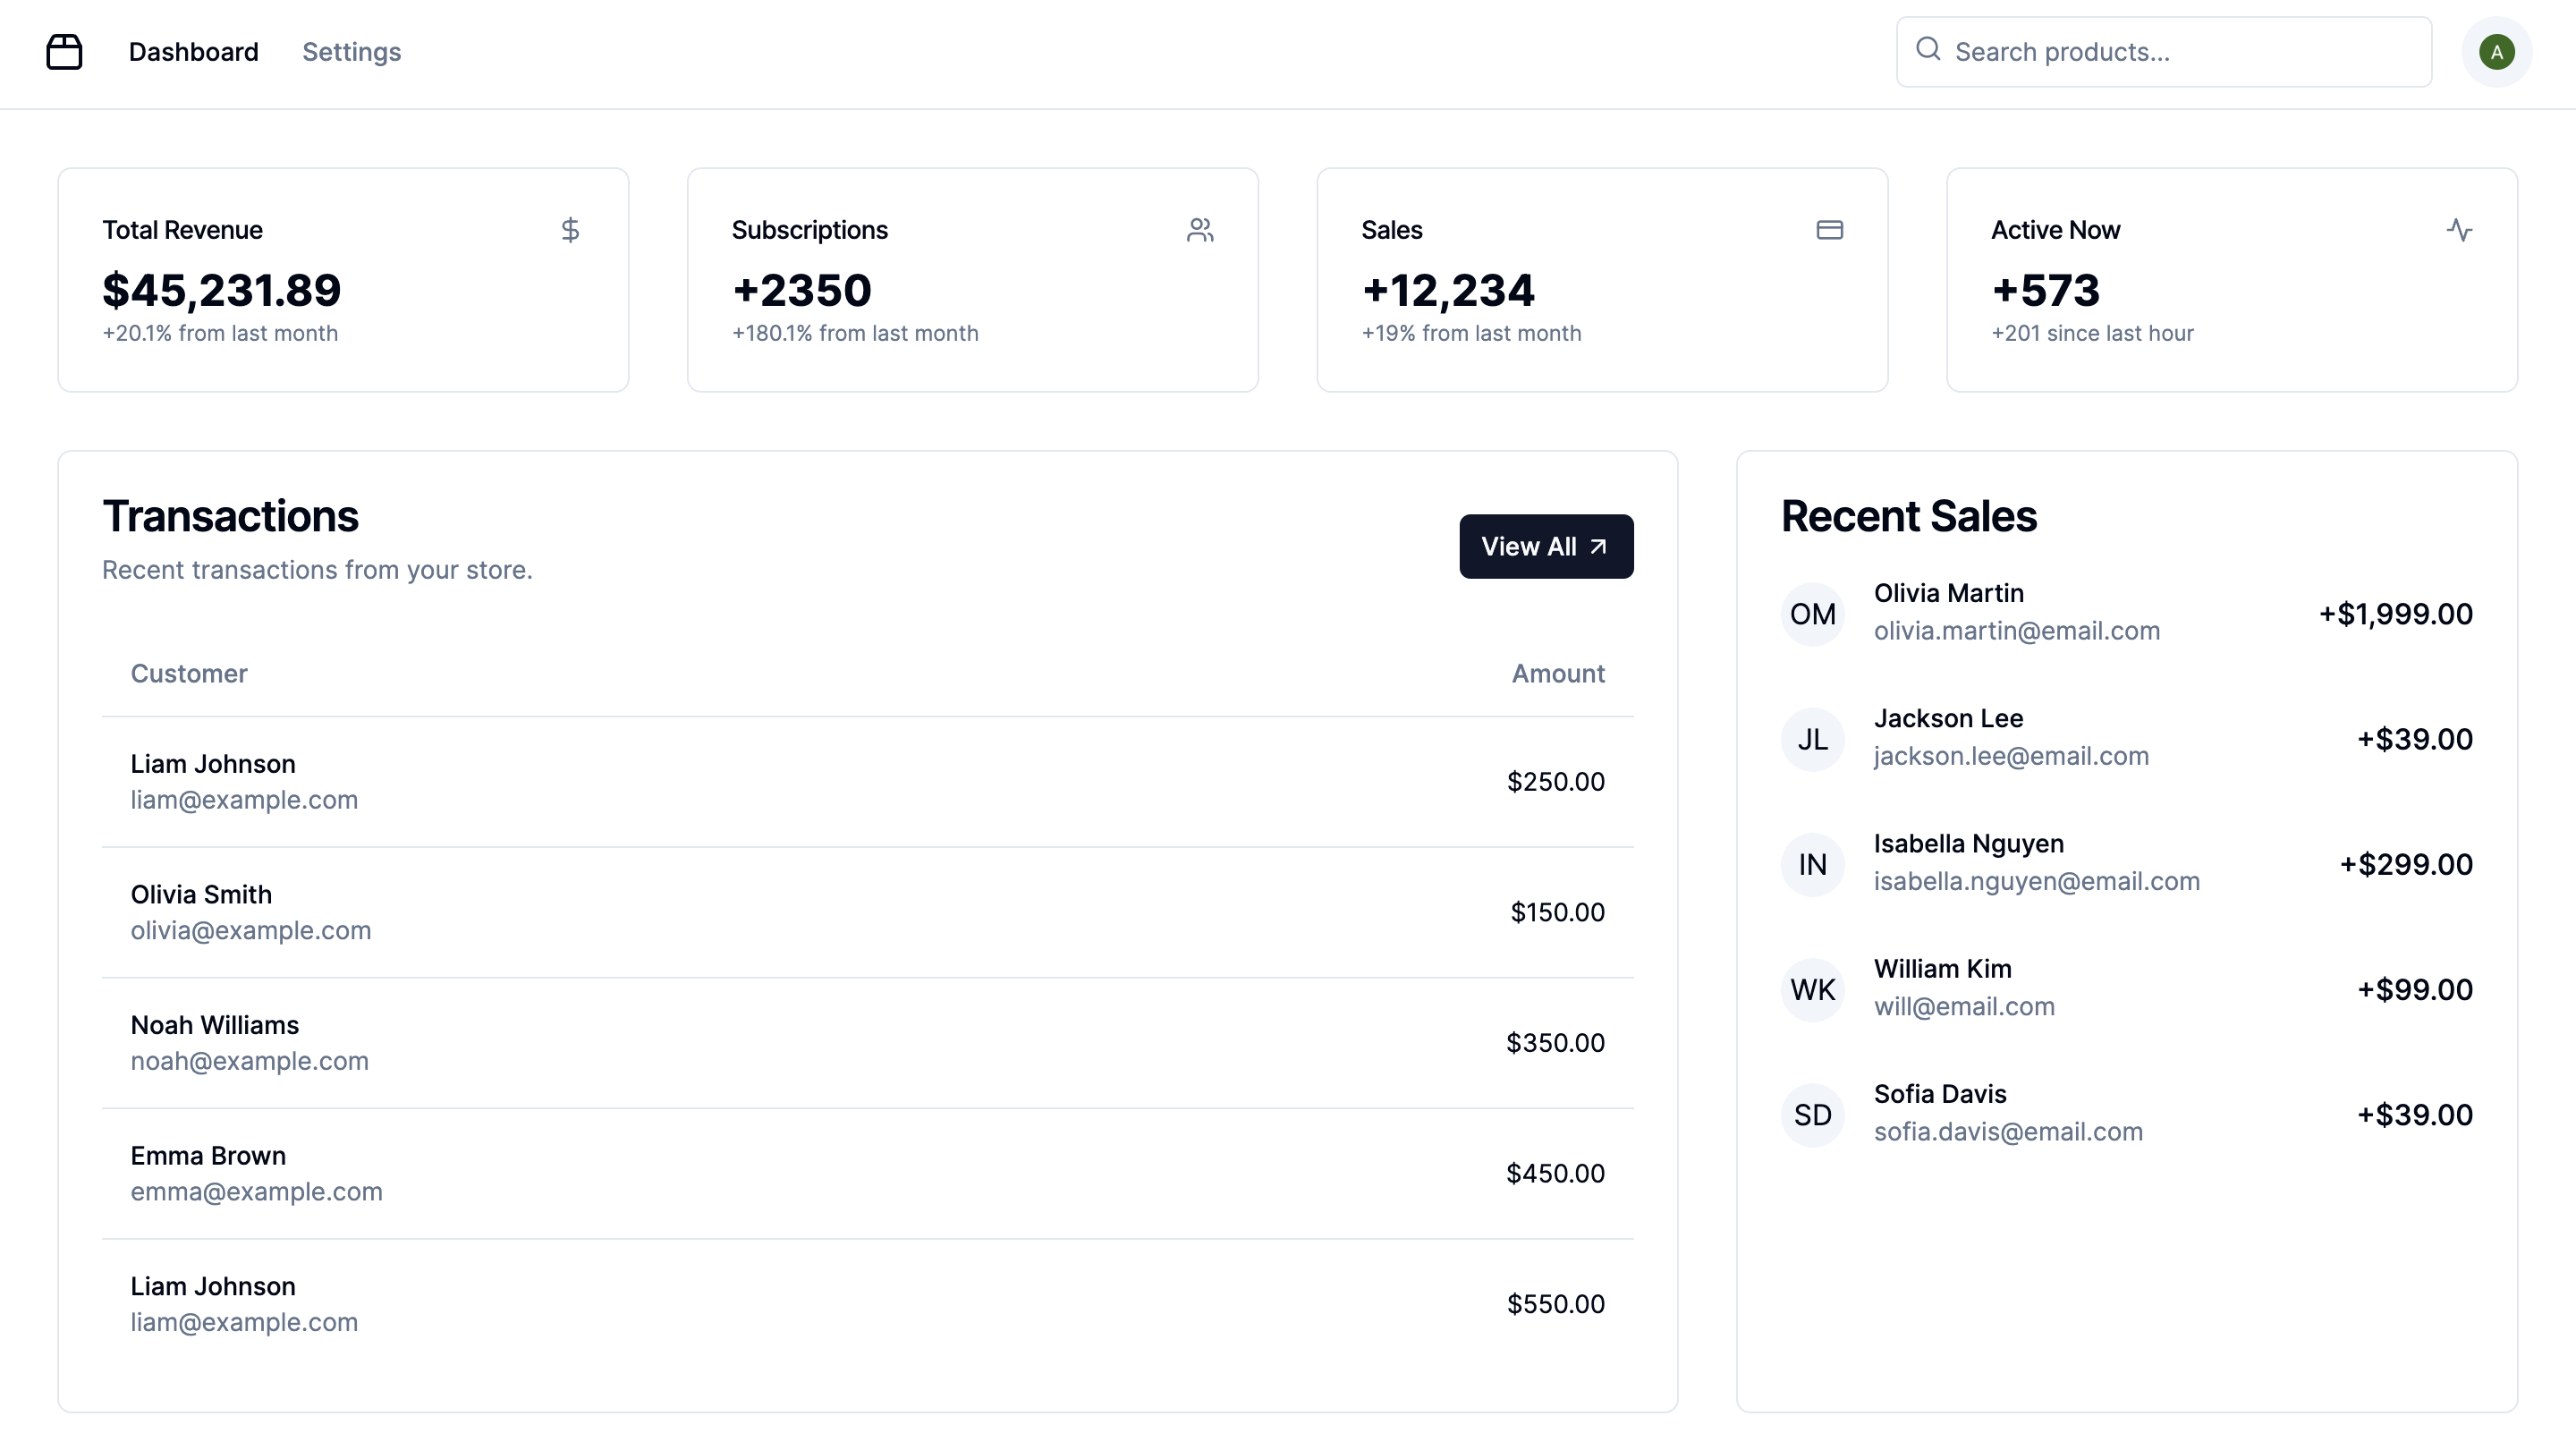 Dashboard
Settings
Search products...
A
Total Revenue
$45,231.89
+20.1% from last month
Subscriptions
+2350
+180.1% from last month
Sales
+12,234
+19% from last month
Active Now
+573
+201 since last hour
Transactions
Recent transactions from your store.
View All
Customer Amount
Liam Johnson
liam@example.com
$250.00
Olivia Smith
olivia@example.com
$150.00
Noah Williams
noah@example.com
$350.00
Emma Brown
emma@example.com
$450.00
Liam Johnson
liam@example.com
$550.00
Recent Sales
OM
Olivia Martin
olivia.martin@email.com
+$1,999.00
JL
Jackson Lee
jackson.lee@email.com
+$39.00
IN
Isabella Nguyen
isabella.nguyen@email.com
+$299.00
WK
William Kim
will@email.com
+$99.00
SD
Sofia Davis
sofia.davis@email.com
+$39.00